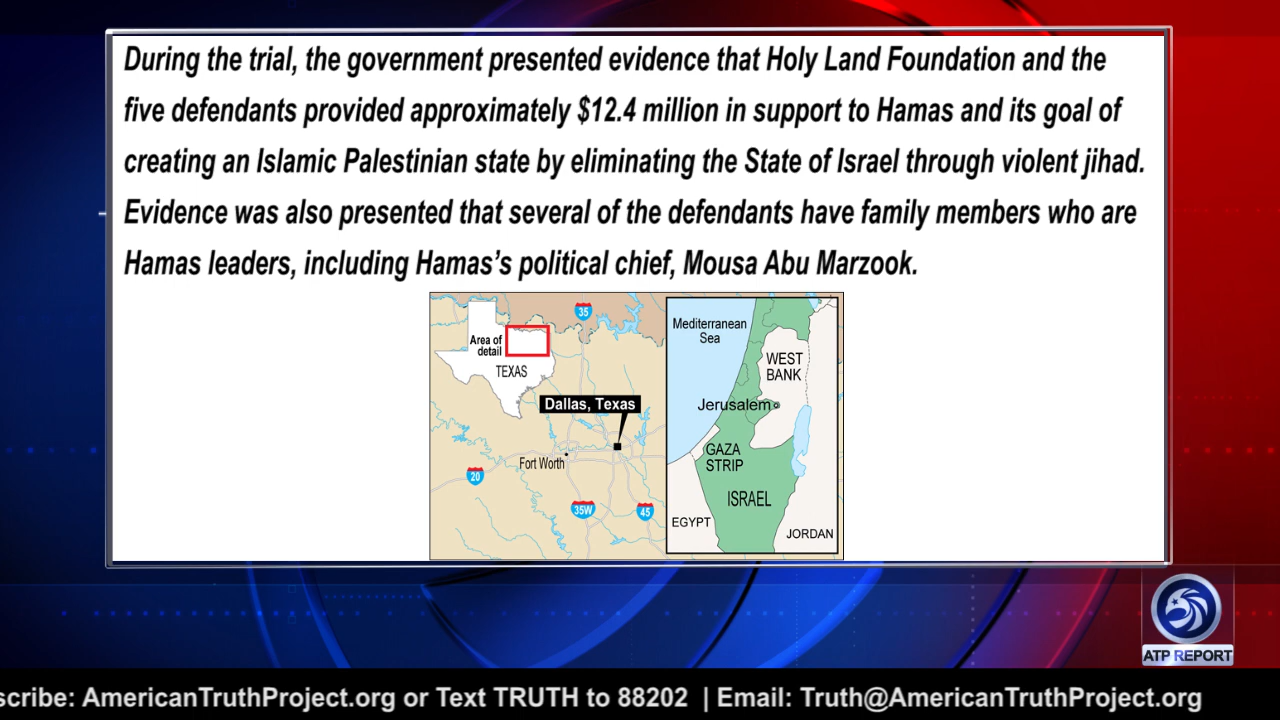 During the trial, the government presented evidence that Holy Land Foundation and the
five defendants provided approximately $12.4 million in support to Hamas and its goal of
creating an Islamic Palestinian state by eliminating the State of Israel through violent jihad.
Evidence was also presented that several of the defendants have family members who are
Hamas leaders, including Hamas's political chief, Mousa Abu Marzook.
35
Area of
detail
TEXAS
Dallas, Texas
Fort Worth
20
35W
45
Mediterranean
Sea
WEST
BANK
Jerusalem
GAZA
STRIP
ISRAEL
EGYPT
JORDAN
ATP REPORT
scribe: AmericanTruthProject.org or Text TRUTH to 88202 | Email: Truth@AmericanTruthProject.org